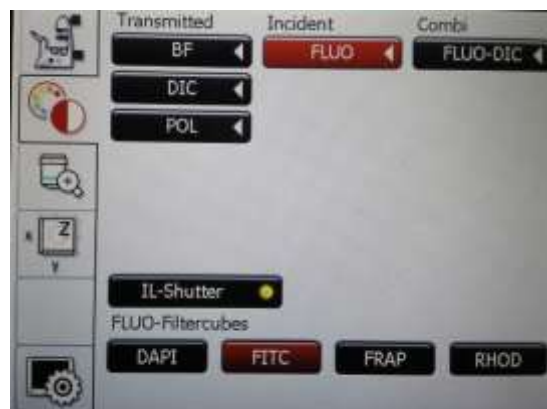 Transmitted Incident Combi
BF FLUO FLUO-DIC
DIC
POL
Z
x
y
IL-Shutter
FLUO-Filtercubes
DAPI FITC FRAP RHOD